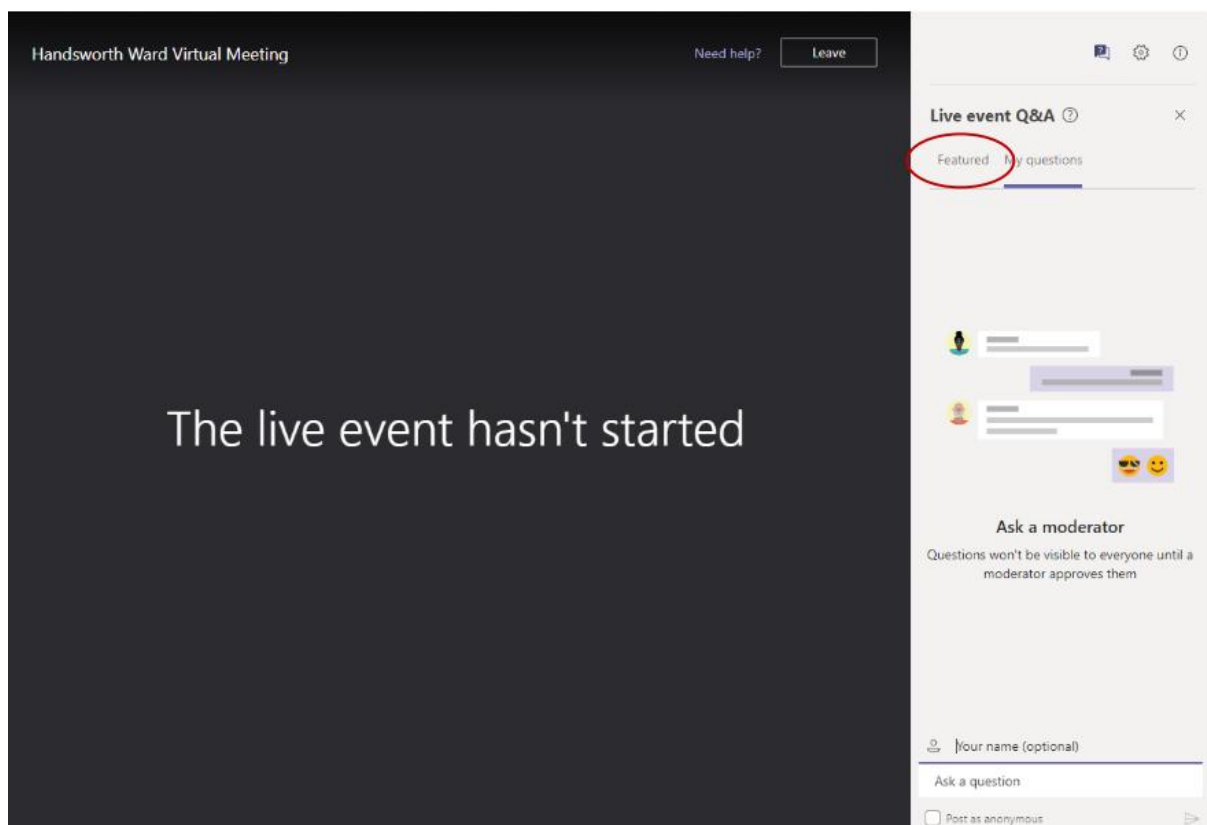 Handsworth Ward Virtual Meeting
Need help?
Leave
Live event Q&A
Featured
My questions
The live event hasn't started
Ask a moderator
Questions won't be visible to everyone until a
moderator approves them
Your name (optional)
Ask a question
Post as anonymous